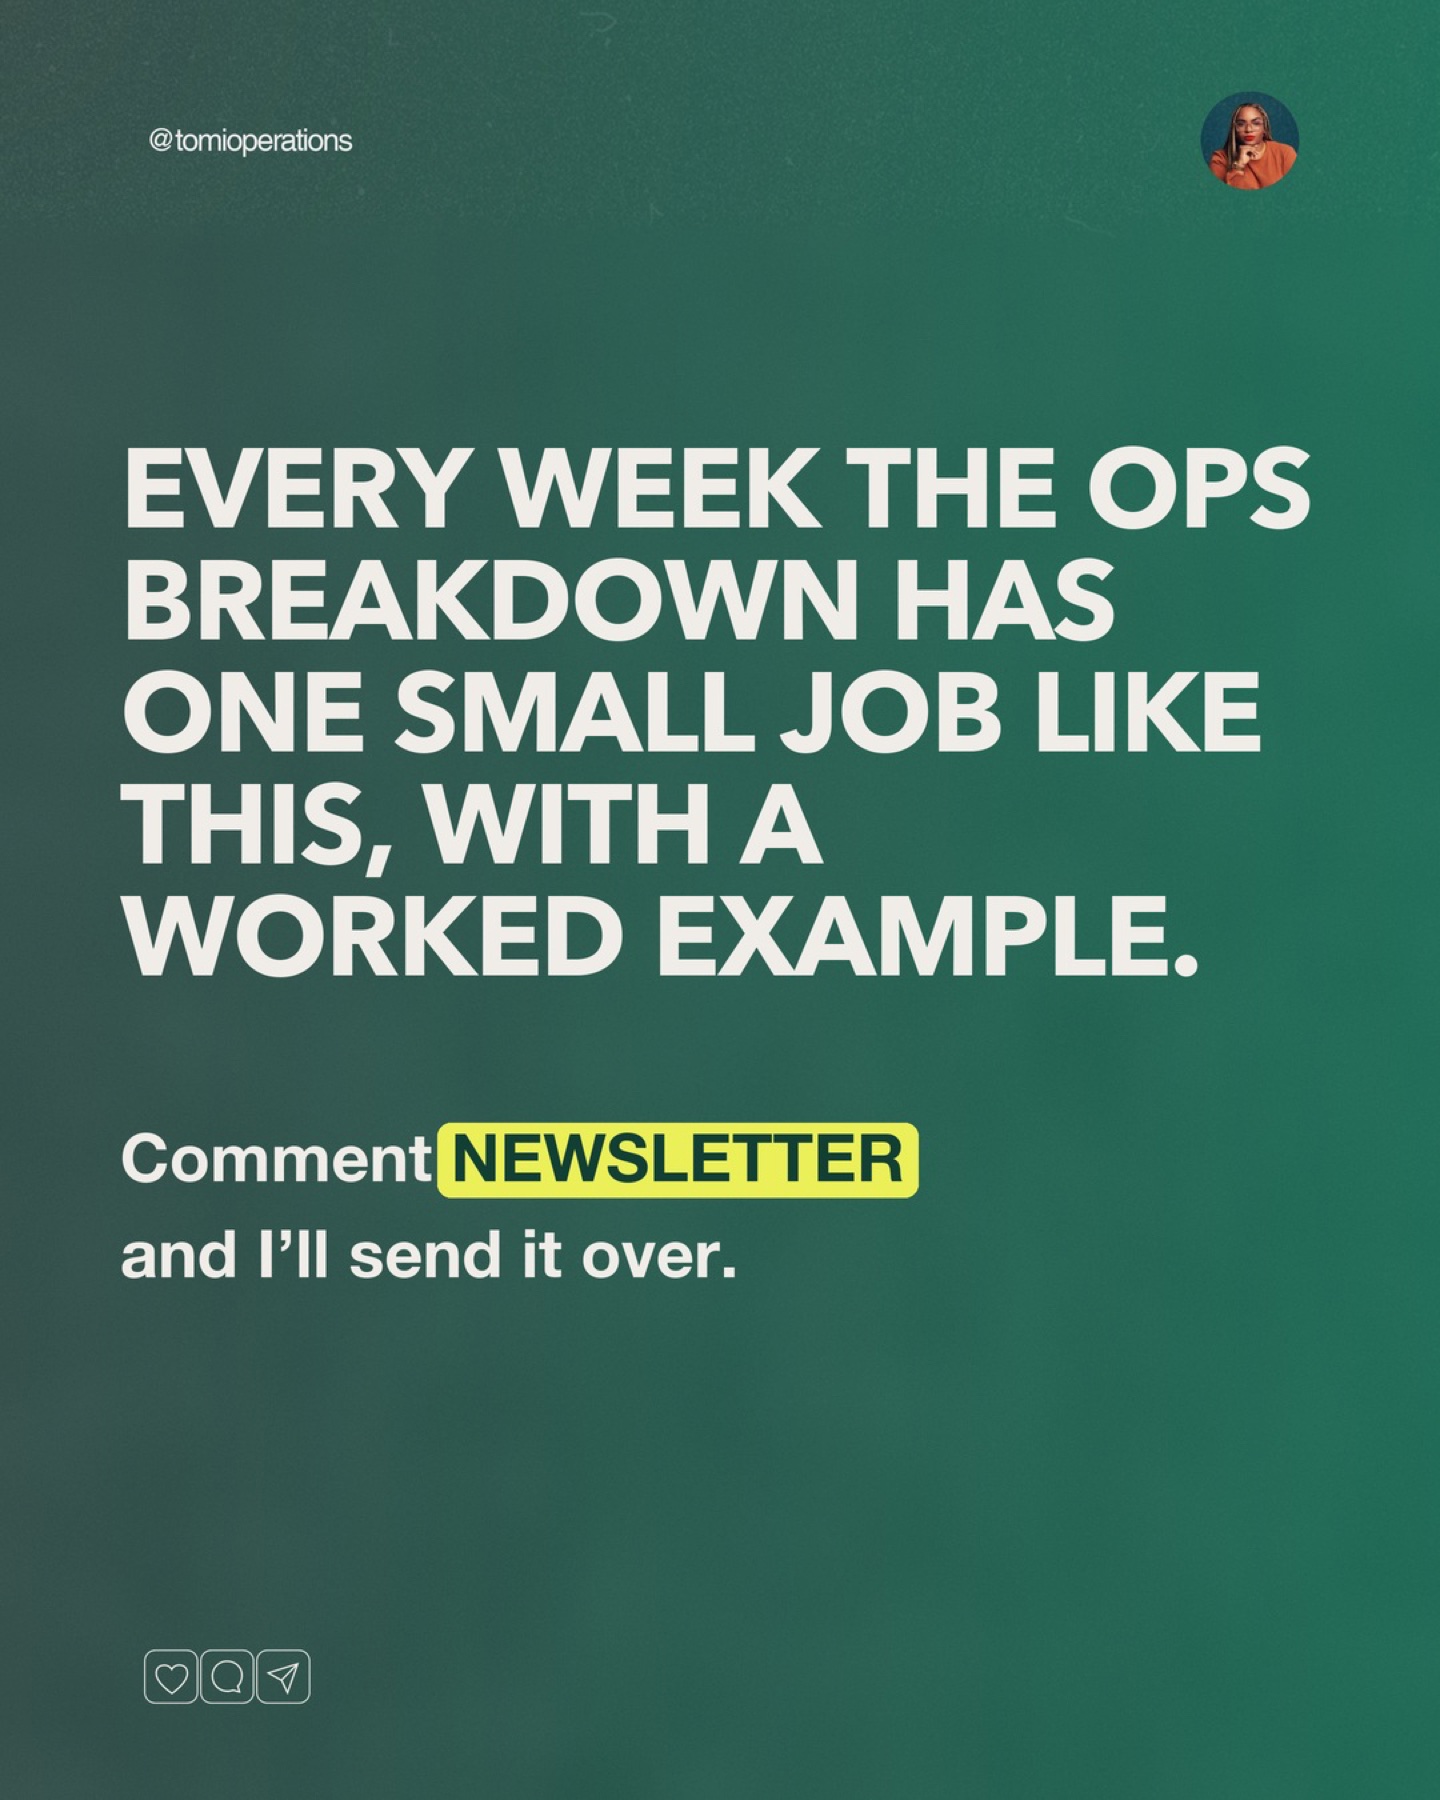 @tomioperations
EVERY WEEK THE OPS
BREAKDOWN HAS
ONE SMALL JOB LIKE
THIS, WITH A
WORKED EXAMPLE.
Comment NEWSLETTER
and I’ll send it over.